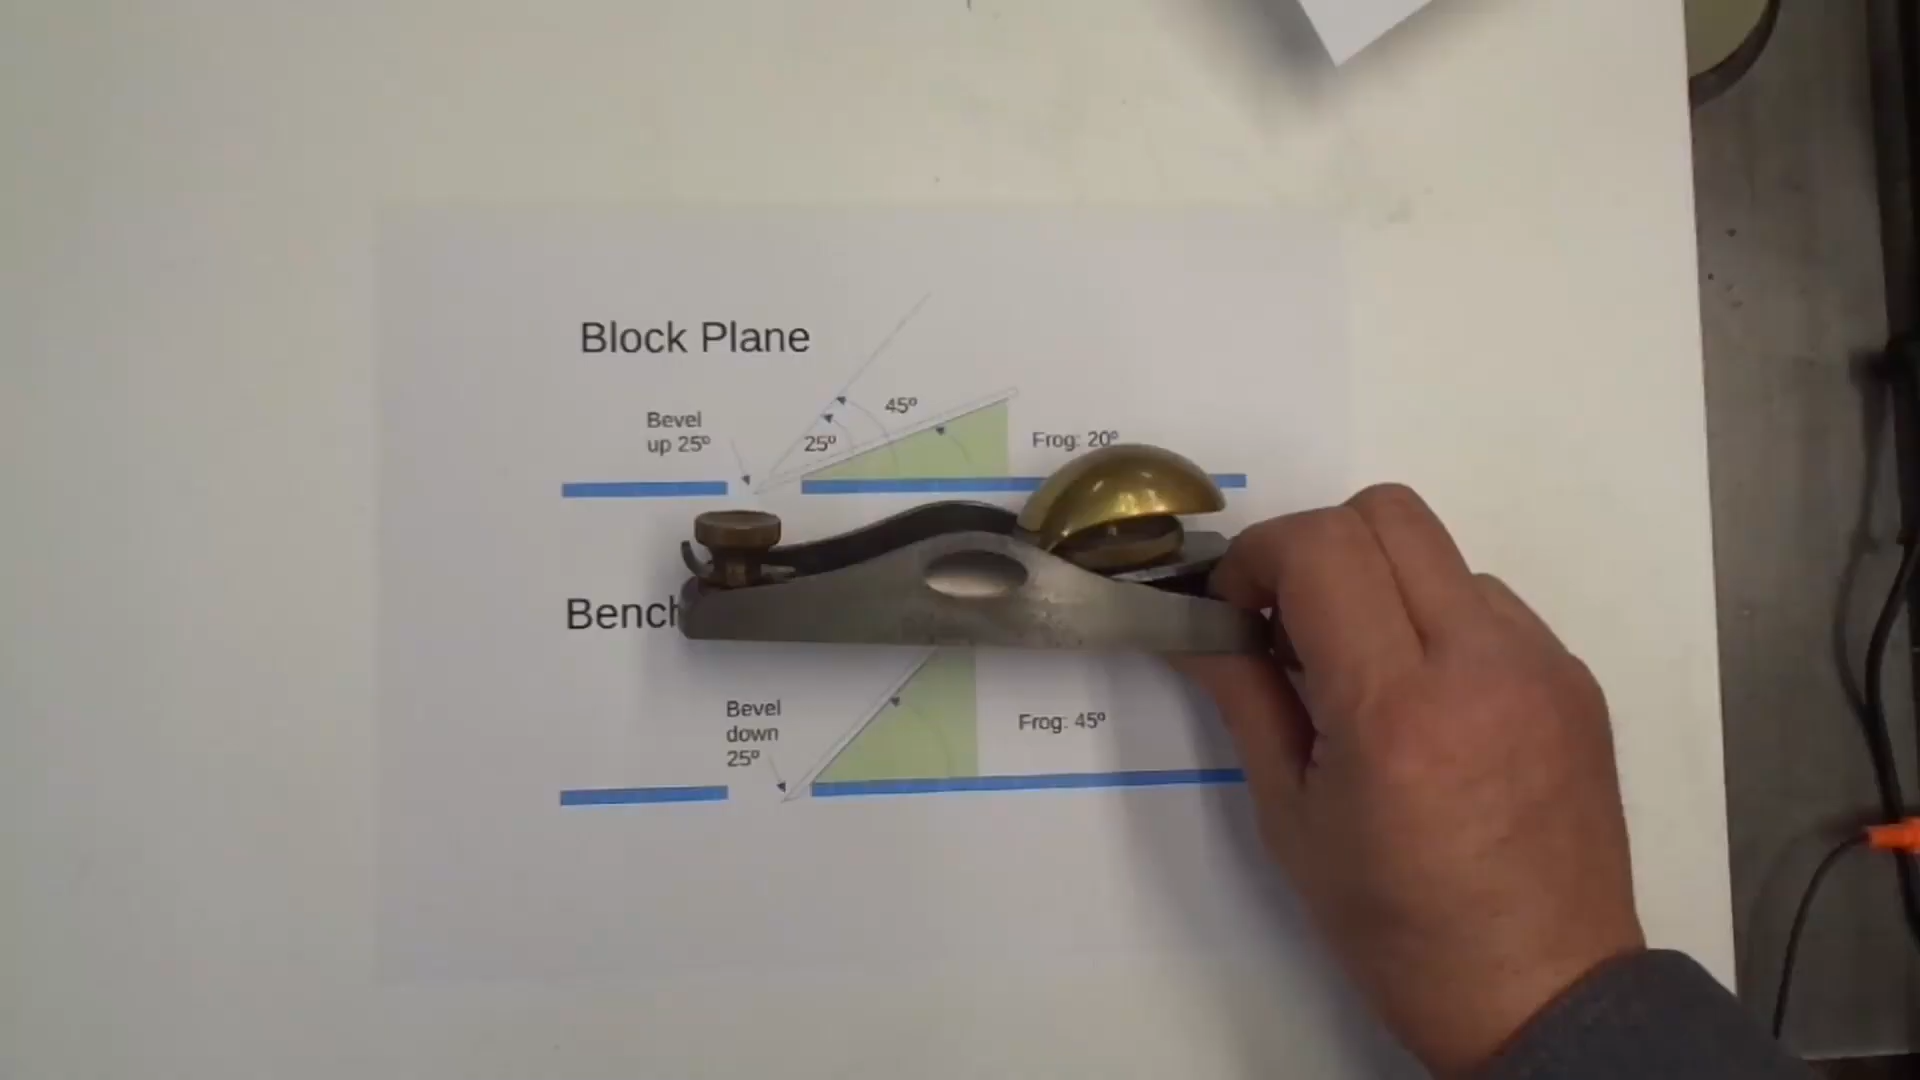 Block Plane
45º
Bevel
up 25º
25º
Frog: 20º
Bench
Bevel
down
25º
Frog: 45º